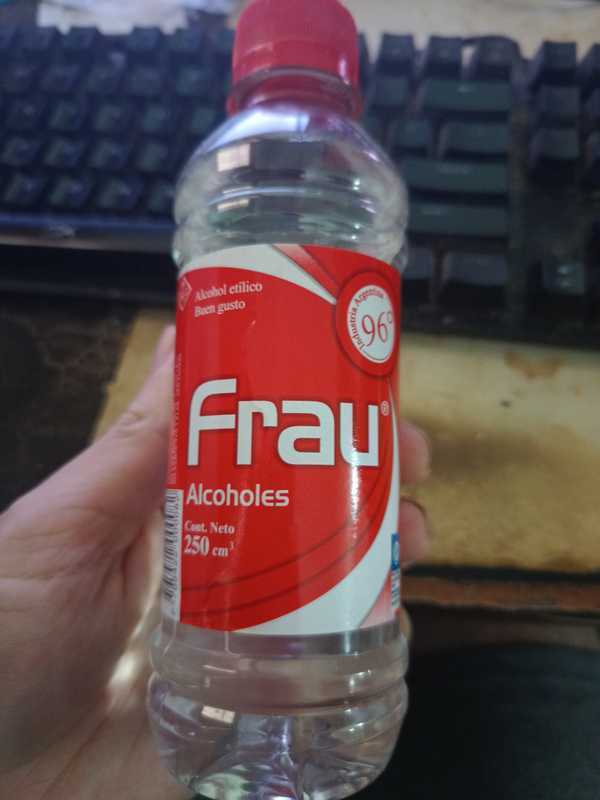 Alcohol etílico
Buen gusto
Industria Argentina
96°
Frau®
Alcoholes
Cont. Neto
250 cm³